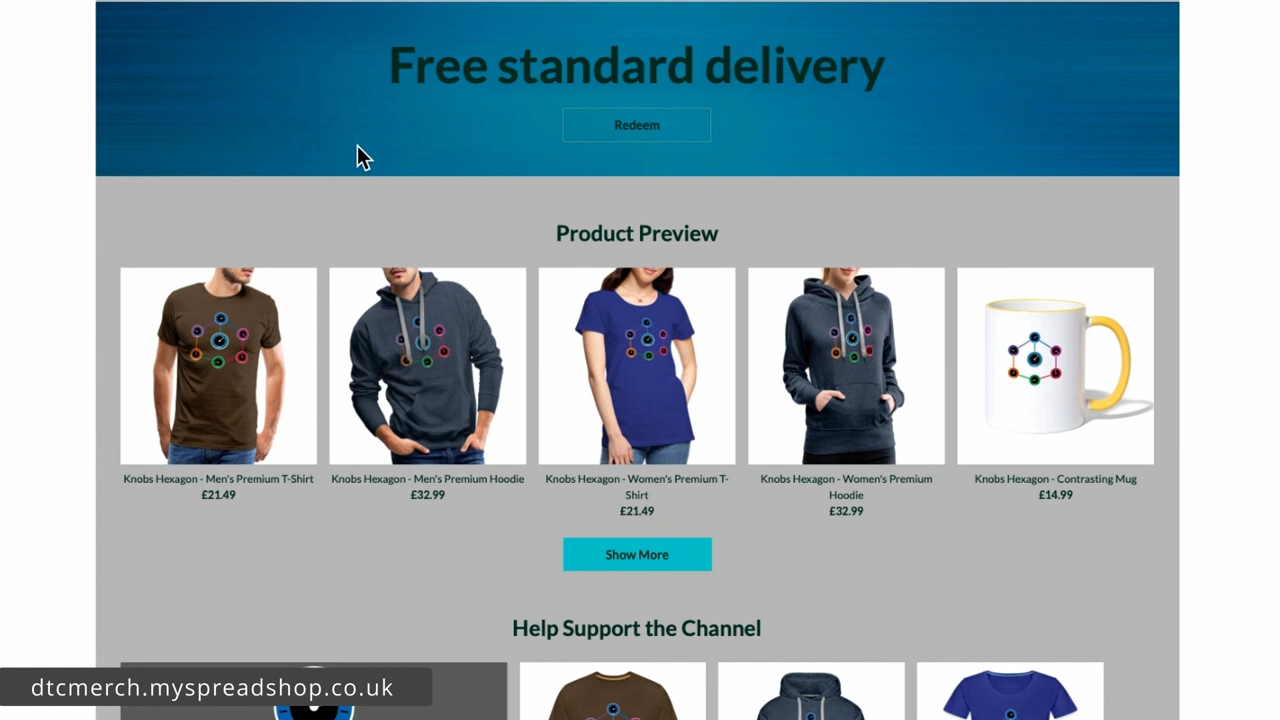 Free standard delivery
Redeem
Product Preview
Knobs Hexagon - Men's Premium T-Shirt
£21.49
Knobs Hexagon - Men's Premium Hoodie
£32.99
Knobs Hexagon - Women's Premium T-
Shirt
£21.49
Knobs Hexagon - Women's Premium
Hoodie
£32.99
Knobs Hexagon - Contrasting Mug
£14.99
Show More
Help Support the Channel
dtcmerch.myspreadshop.co.uk